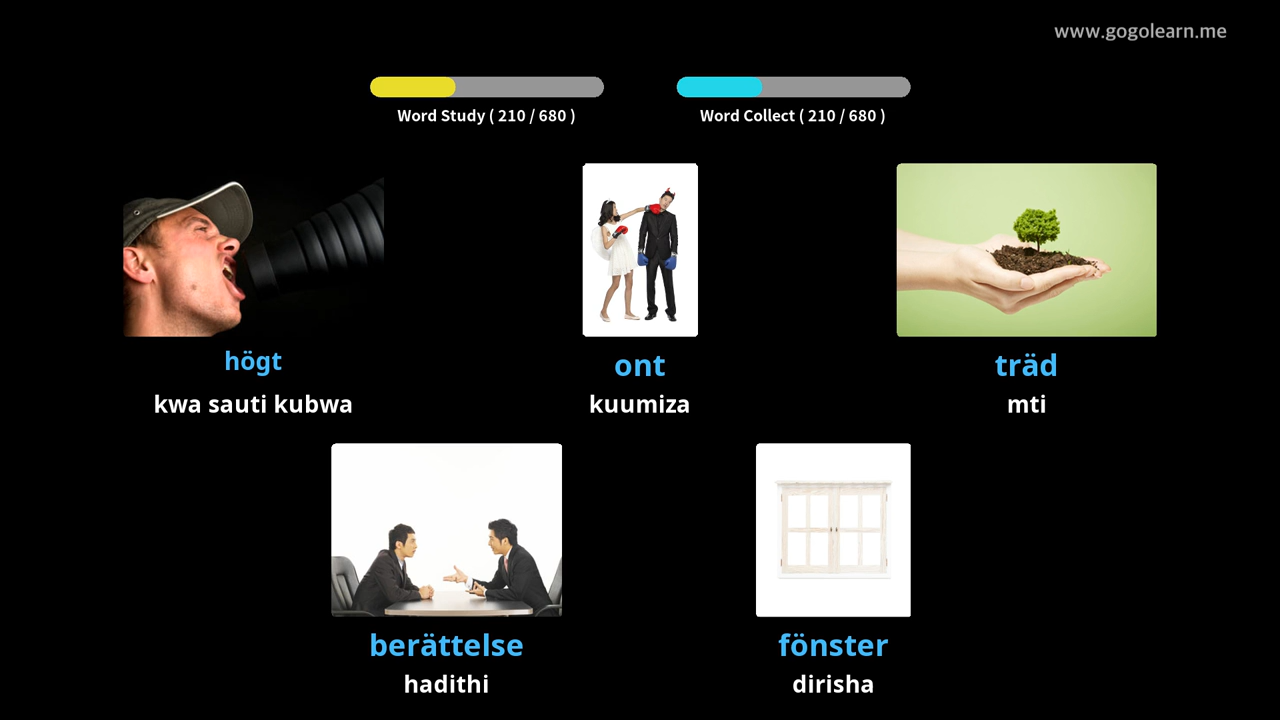 www.gogolearn.me
Word Study ( 210 / 680 )
Word Collect ( 210 / 680 )
högt
kwa sauti kubwa
ont
kuumiza
träd
mti
berättelse
hadithi
fönster
dirisha